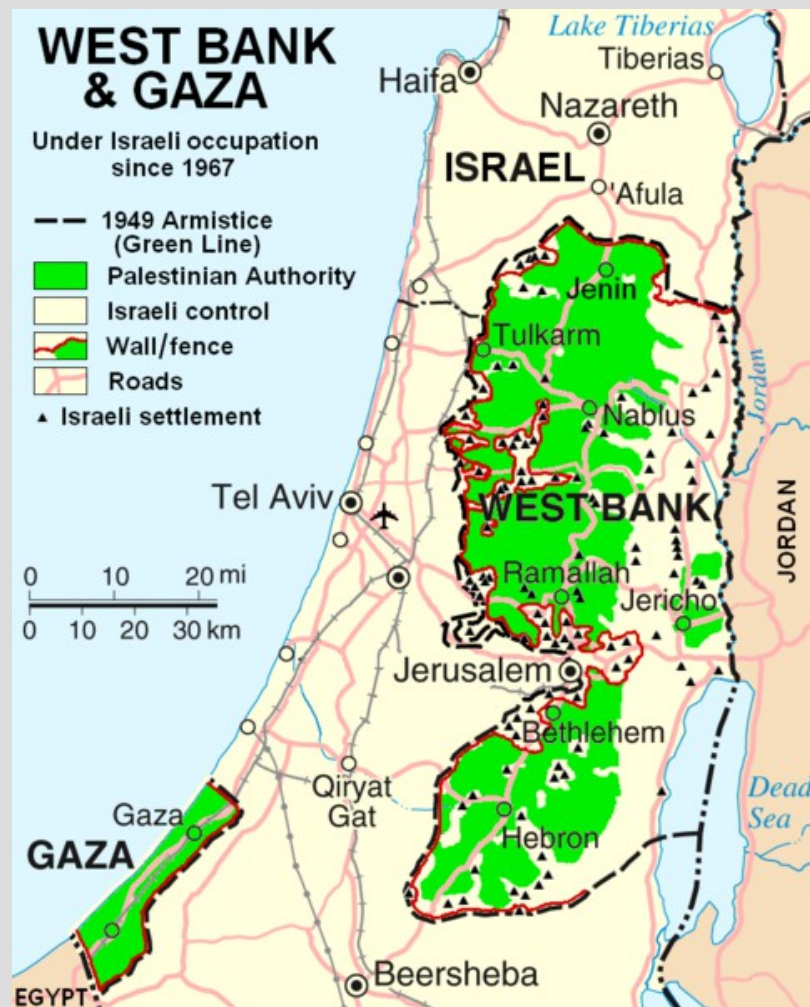 WEST BANK
& GAZA
Under Israeli occupation
since 1967
1949 Armistice
(Green Line)
Palestinian Authority
Israeli control
Wall/fence
Roads
Israeli settlement
Lake Tiberias
Tiberias
Haifa
Nazareth
ISRAEL
'Afula
Jenin
Tulkarm
Jordan
Nablus
Tel Aviv
WEST BANK
JORDAN
0 10 20 mi
0 10 20 30 km
Ramallah
Jericho
Jerusalem
Bethlehem
Qiryat
Gat
Dead
Sea
Gaza
GAZA
Hebron
Beersheba
EGYPT